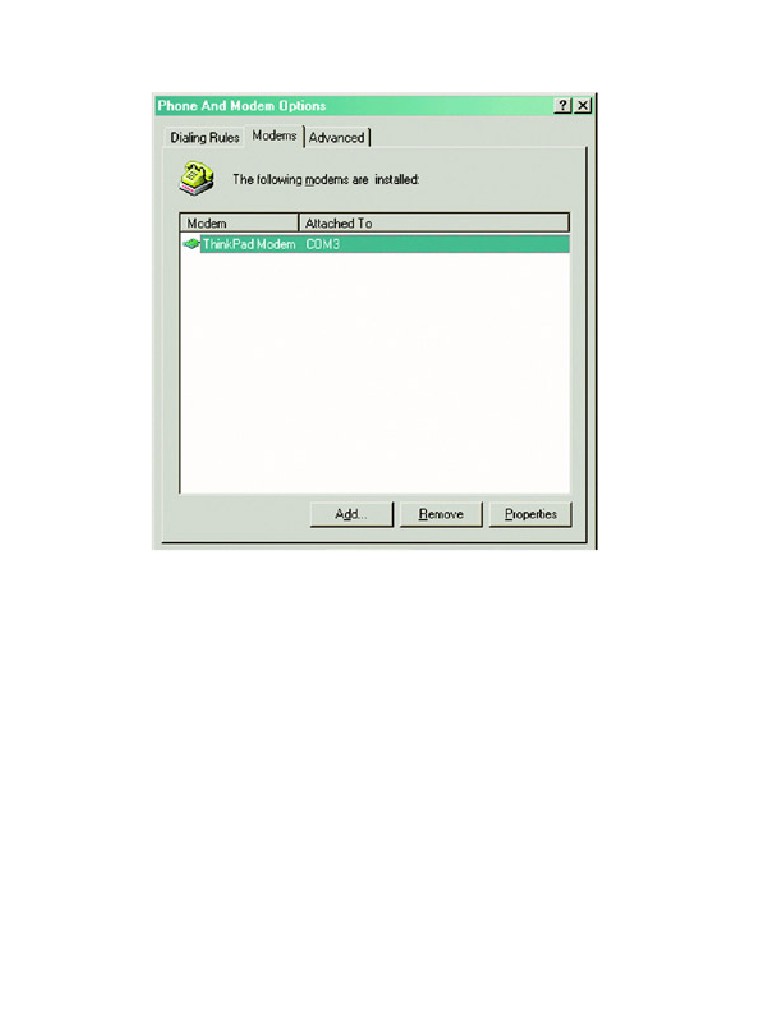 Phone And Modem Options
Dialing Rules Modems Advanced
The following modems are installed:
Modem Attached To
ThinkPad Modem COM3
Add... Remove Properties